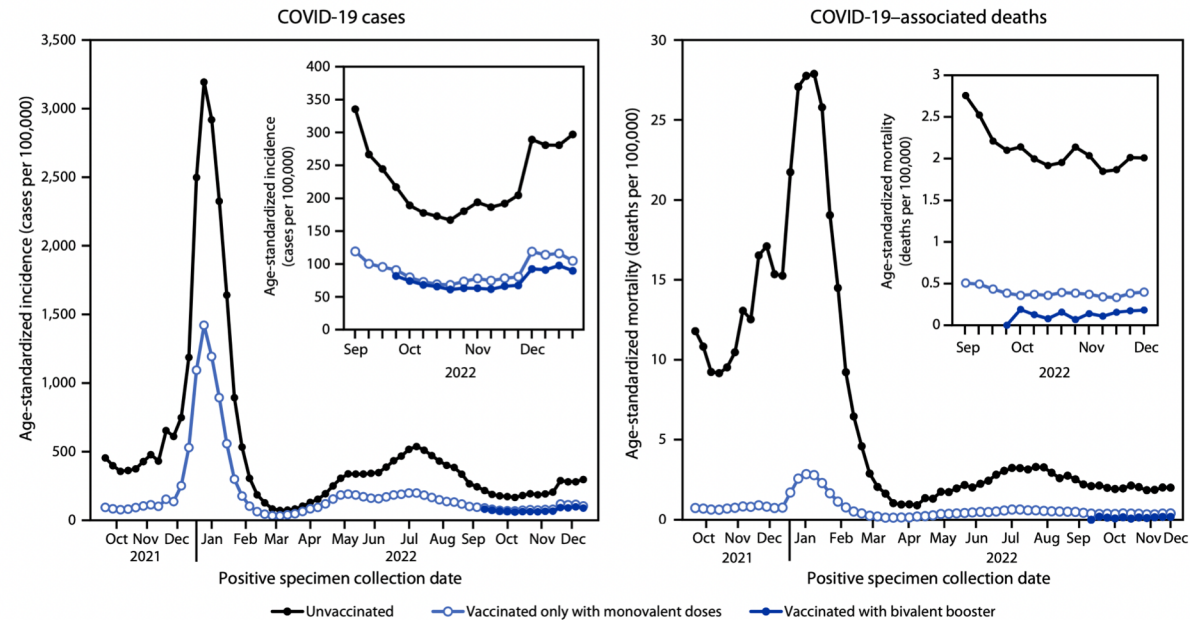 COVID-19 cases
3,500
3,000
2,500
2,000
1,500
1,000
500
0
Age-standardized incidence (cases per 100,000)
400
350
300
250
200
150
100
50
0
Age-standardized incidence
(cases per 100,000)
Sep Oct Nov Dec
2022
Oct Nov Dec Jan Feb Mar Apr May Jun Jul Aug Sep Oct Nov Dec
2021 2022
Positive specimen collection date
COVID-19–associated deaths
30
25
20
15
10
5
0
Age-standardized mortality (deaths per 100,000)
3
2.5
2
1.5
1
0.5
0
Age-standardized mortality
(deaths per 100,000)
Sep Oct Nov Dec
2022
Oct Nov Dec Jan Feb Mar Apr May Jun Jul Aug Sep Oct Nov Dec
2021 2022
Positive specimen collection date
Unvaccinated Vaccinated only with monovalent doses Vaccinated with bivalent booster